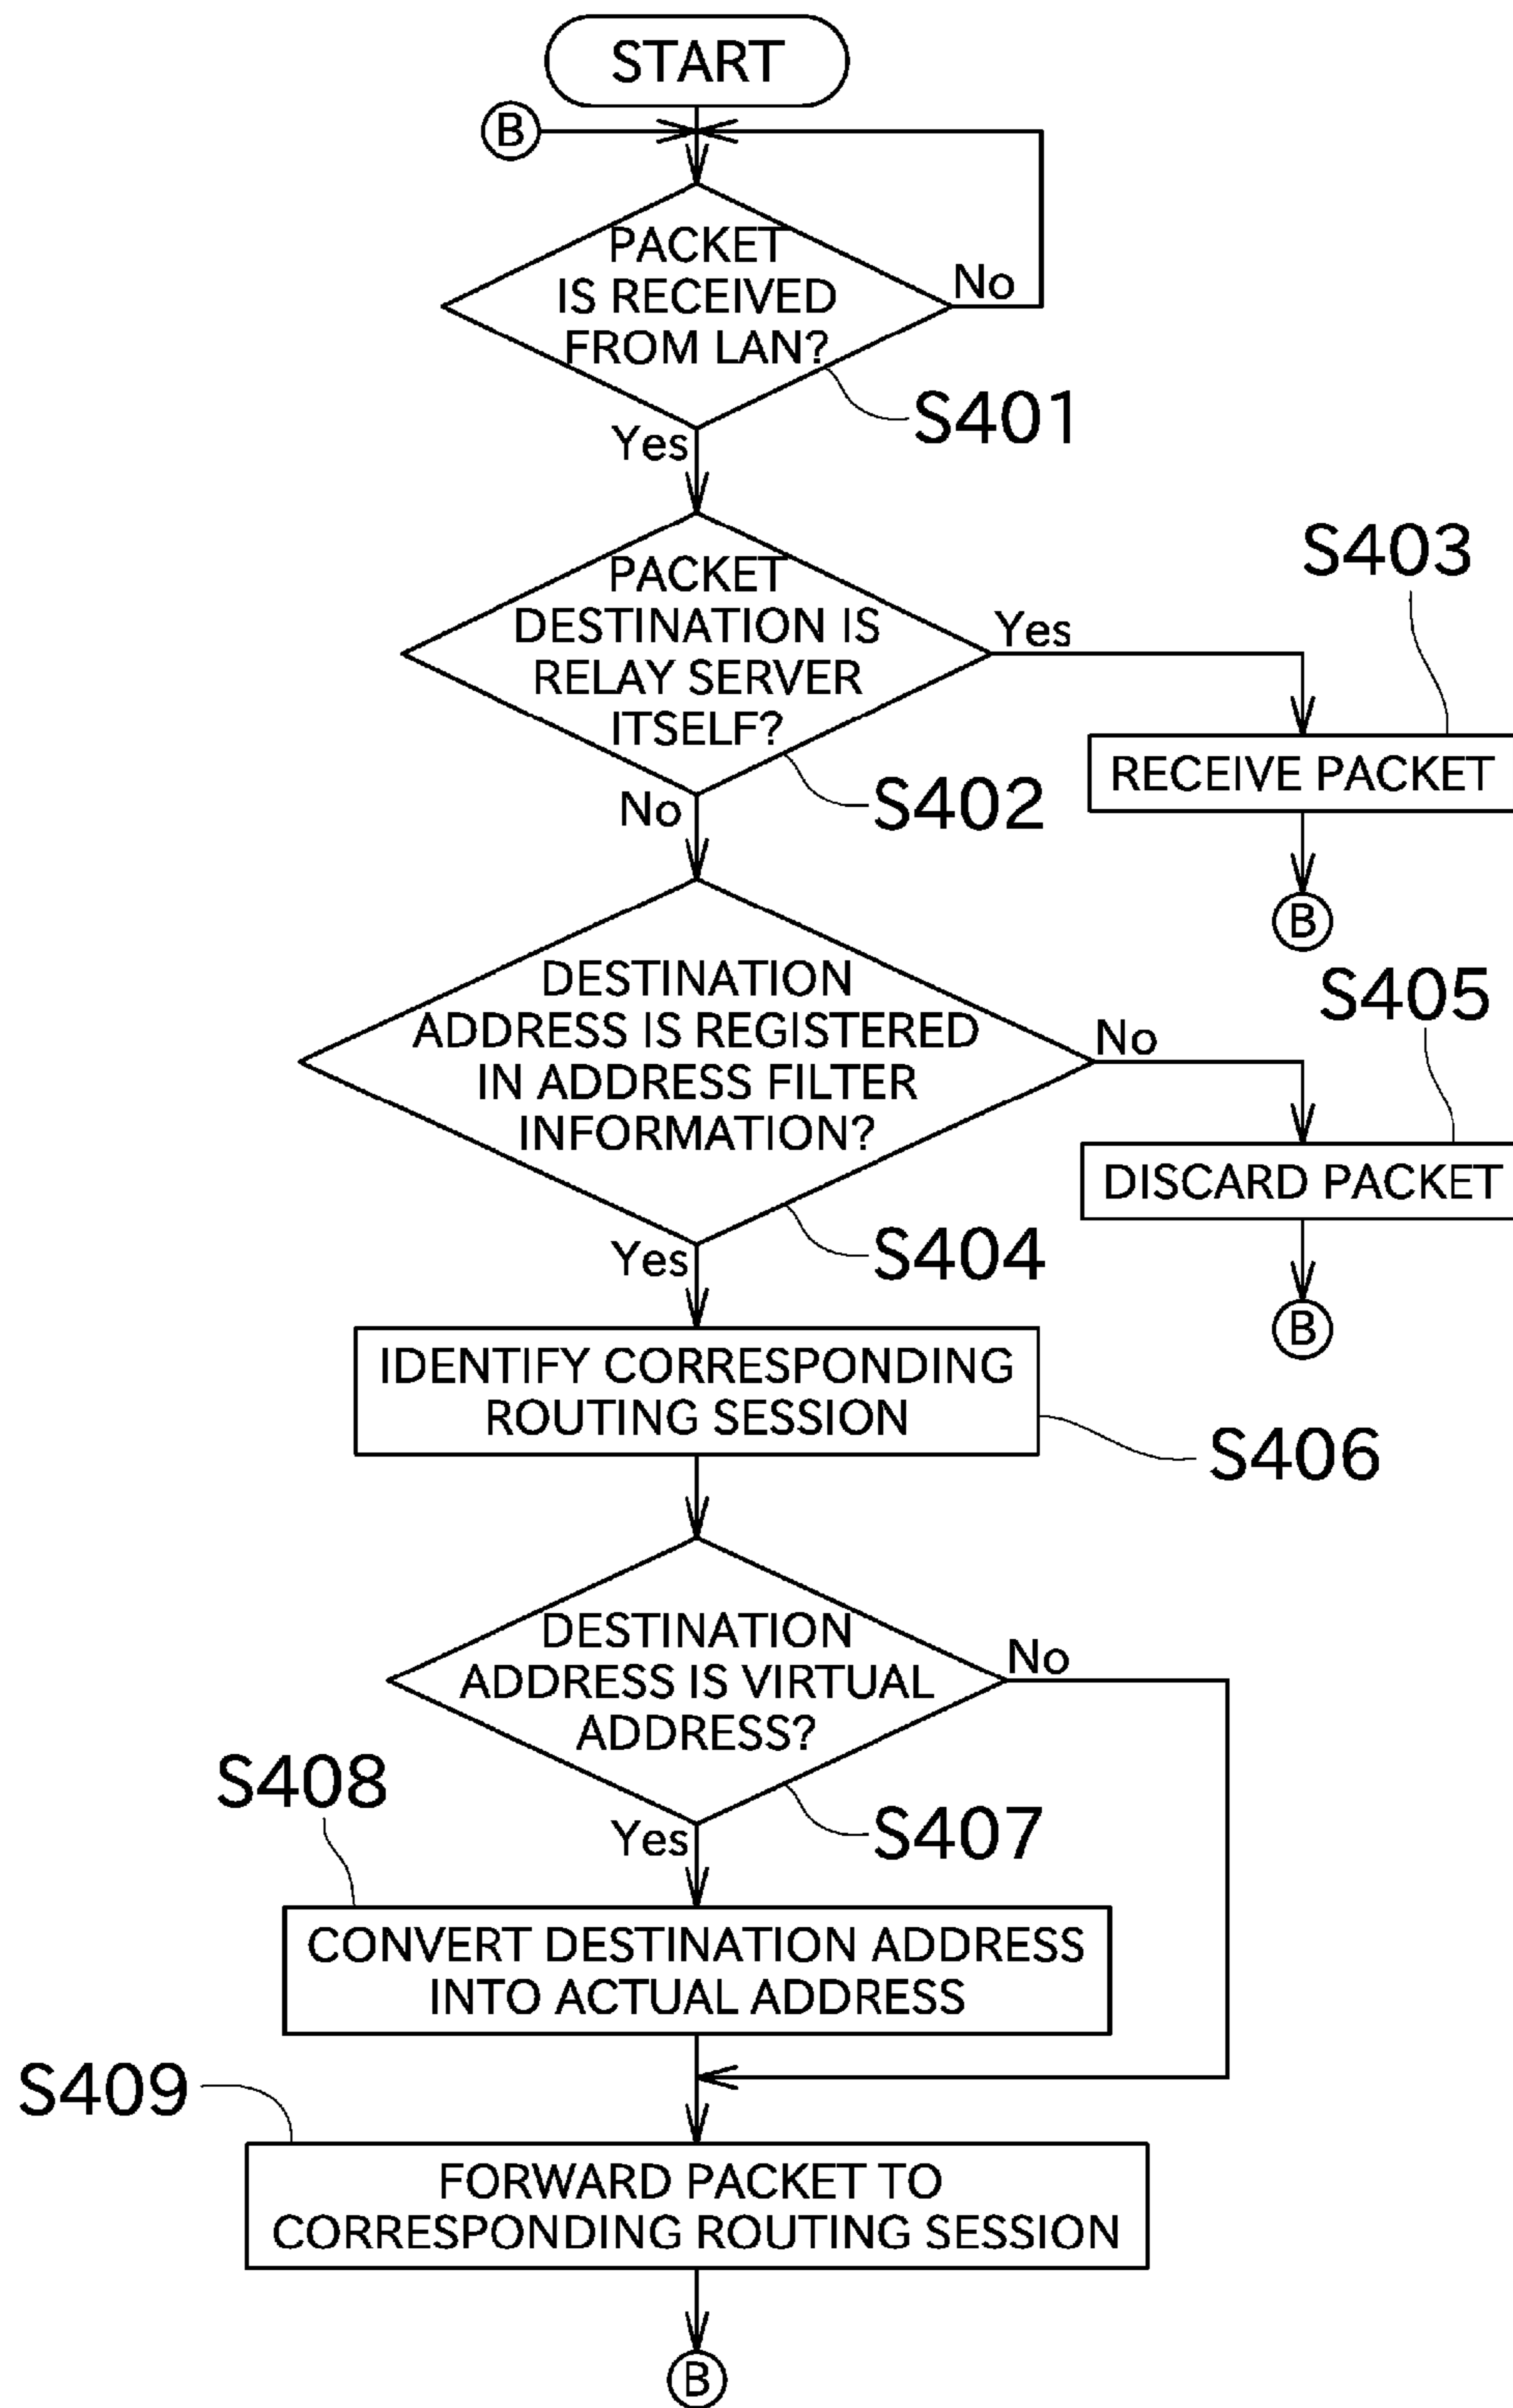 START
B
PACKET
IS RECEIVED
FROM LAN?
No
S401
Yes
PACKET
DESTINATION IS
RELAY SERVER
ITSELF?
Yes
S403
RECEIVE PACKET
B
S402
No
DESTINATION
ADDRESS IS REGISTERED
IN ADDRESS FILTER
INFORMATION?
No
S405
DISCARD PACKET
B
S404
Yes
IDENTIFY CORRESPONDING
ROUTING SESSION
S406
DESTINATION
ADDRESS IS VIRTUAL
ADDRESS?
No
S407
Yes
S408
CONVERT DESTINATION ADDRESS
INTO ACTUAL ADDRESS
S409
FORWARD PACKET TO
CORRESPONDING ROUTING SESSION
B